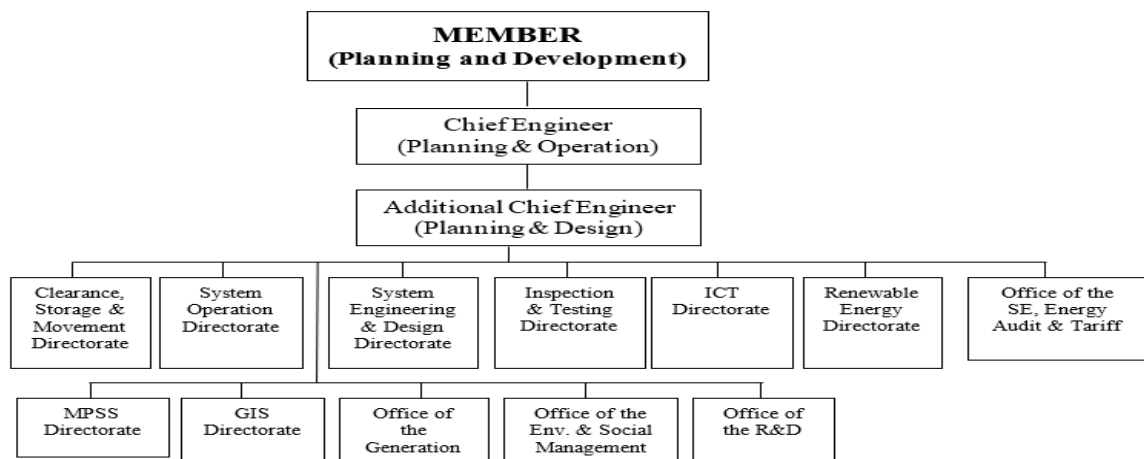 MEMBER
(Planning and Development)
Chief Engineer
(Planning & Operation)
Additional Chief Engineer
(Planning & Design)
Clearance,
Storage &
Movement
Directorate
System
Operation
Directorate
System
Engineering
& Design
Directorate
Inspection
& Testing
Directorate
ICT
Directorate
Renewable
Energy
Directorate
Office of the
SE, Energy
Audit & Tariff
MPSS
Directorate
GIS
Directorate
Office of
the
Generation
Office of the
Env. & Social
Management
Office of
the R&D